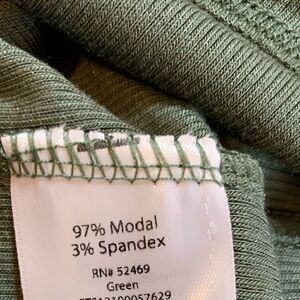 97% Modal
3% Spandex
RN# 52469
Green